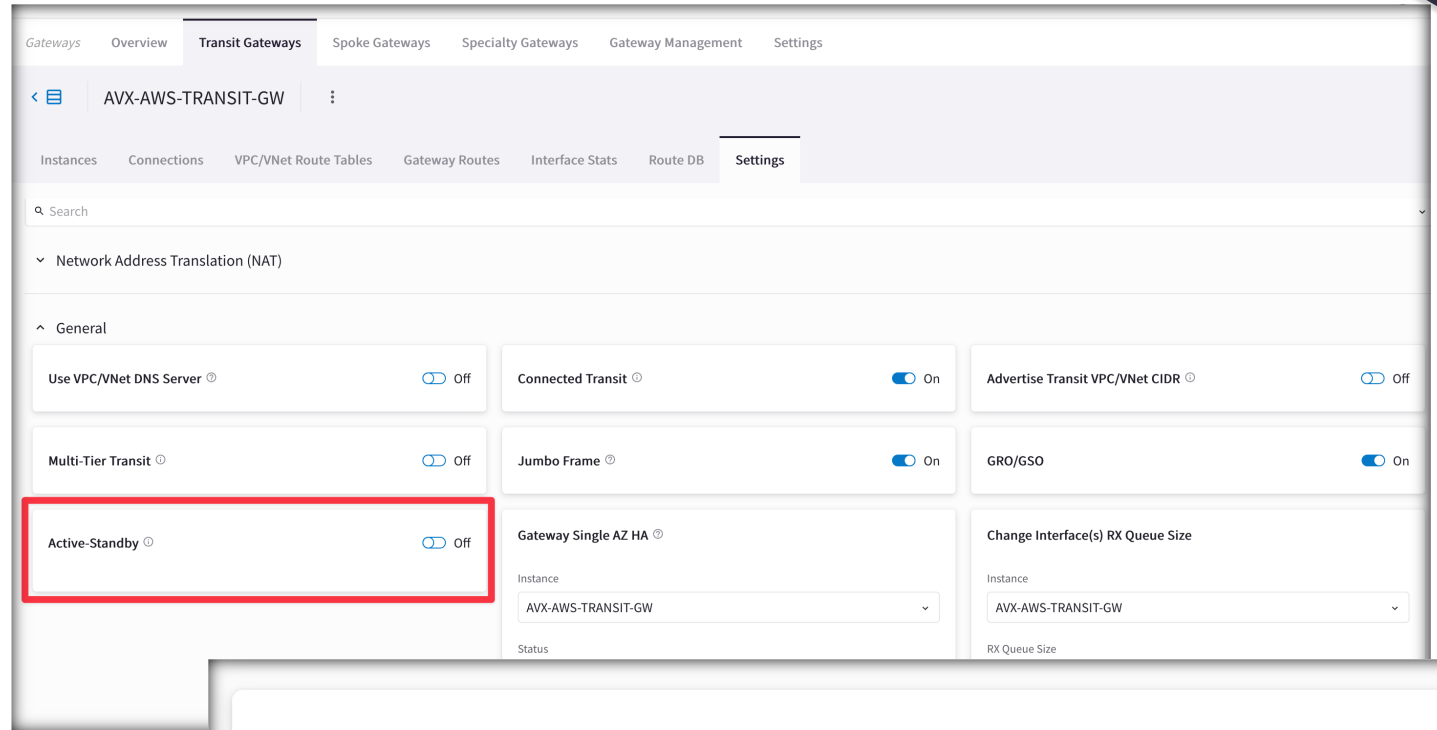 Gateways Overview Transit Gateways Spoke Gateways Specialty Gateways Gateway Management Settings
AVX-AWS-TRANSIT-GW
Instances Connections VPC/VNet Route Tables Gateway Routes Interface Stats Route DB Settings
Search
Network Address Translation (NAT)
General
Use VPC/VNet DNS Server Off Connected Transit On Advertise Transit VPC/VNet CIDR Off
Multi-Tier Transit Off Jumbo Frame On GRO/GSO On
Active-Standby Off Gateway Single AZ HA Change Interface(s) RX Queue Size
Instance Instance
AVX-AWS-TRANSIT-GW AVX-AWS-TRANSIT-GW
Status RX Queue Size